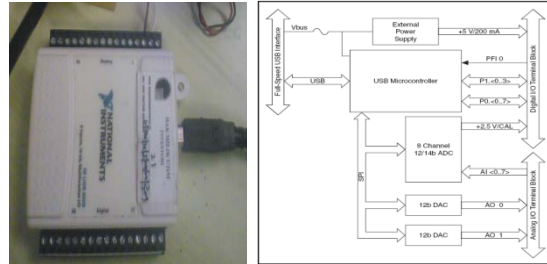 NATIONAL
INSTRUMENTS
Full-Speed USB Interface
Vbus
External
Power
Supply
+5 V/200 mA
USB
USB Microcontroller
PFI 0
P1.<0..3>
P0.<0..7>
Digital I/O Terminal Block
SPI
8 Channel
12/14b ADC
+2.5 V/CAL
AI <0..7>
12b DAC
AO 0
12b DAC
AO 1
Analog I/O Terminal Block